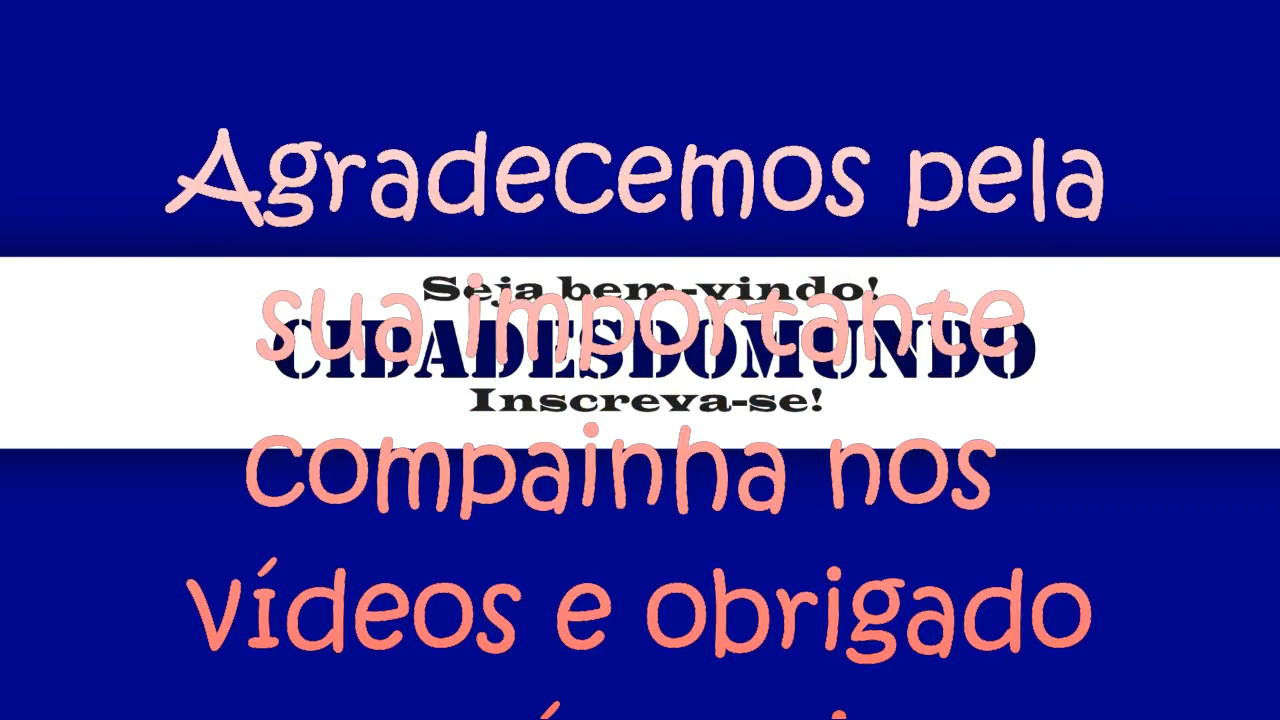 Agradecemos pela
Seja bem-vindo!
sua importante
CIDADESDOMUNDO
Inscreva-se!
compainha nos
vídeos e obrigado